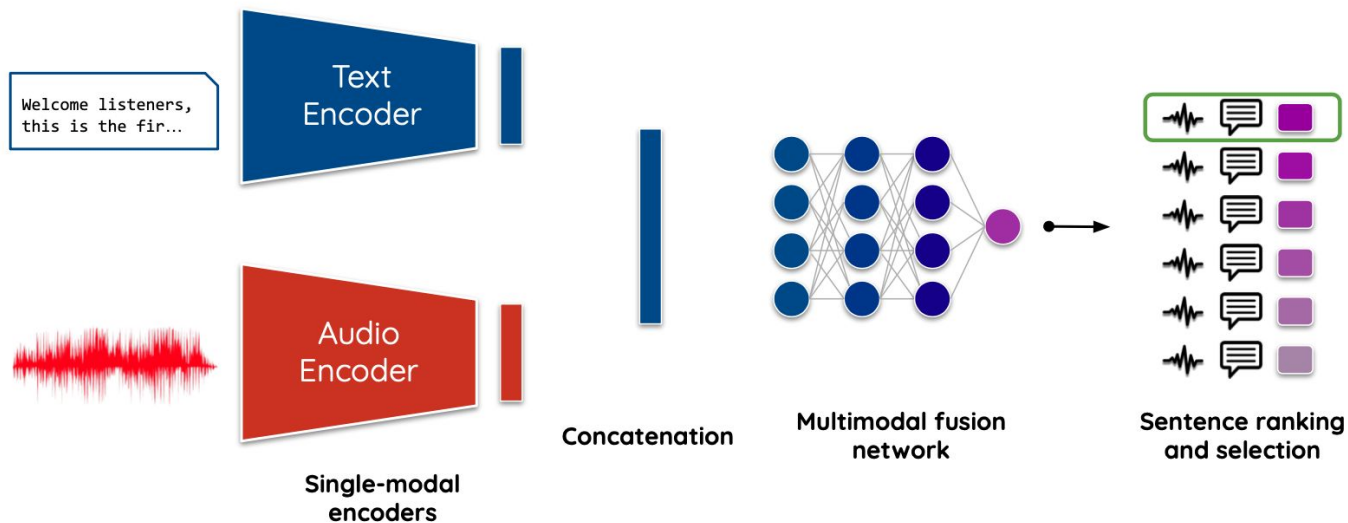 Welcome listeners,
this is the fir...
Text
Encoder
Audio
Encoder
Single-modal
encoders
Concatenation
Multimodal fusion
network
Sentence ranking
and selection